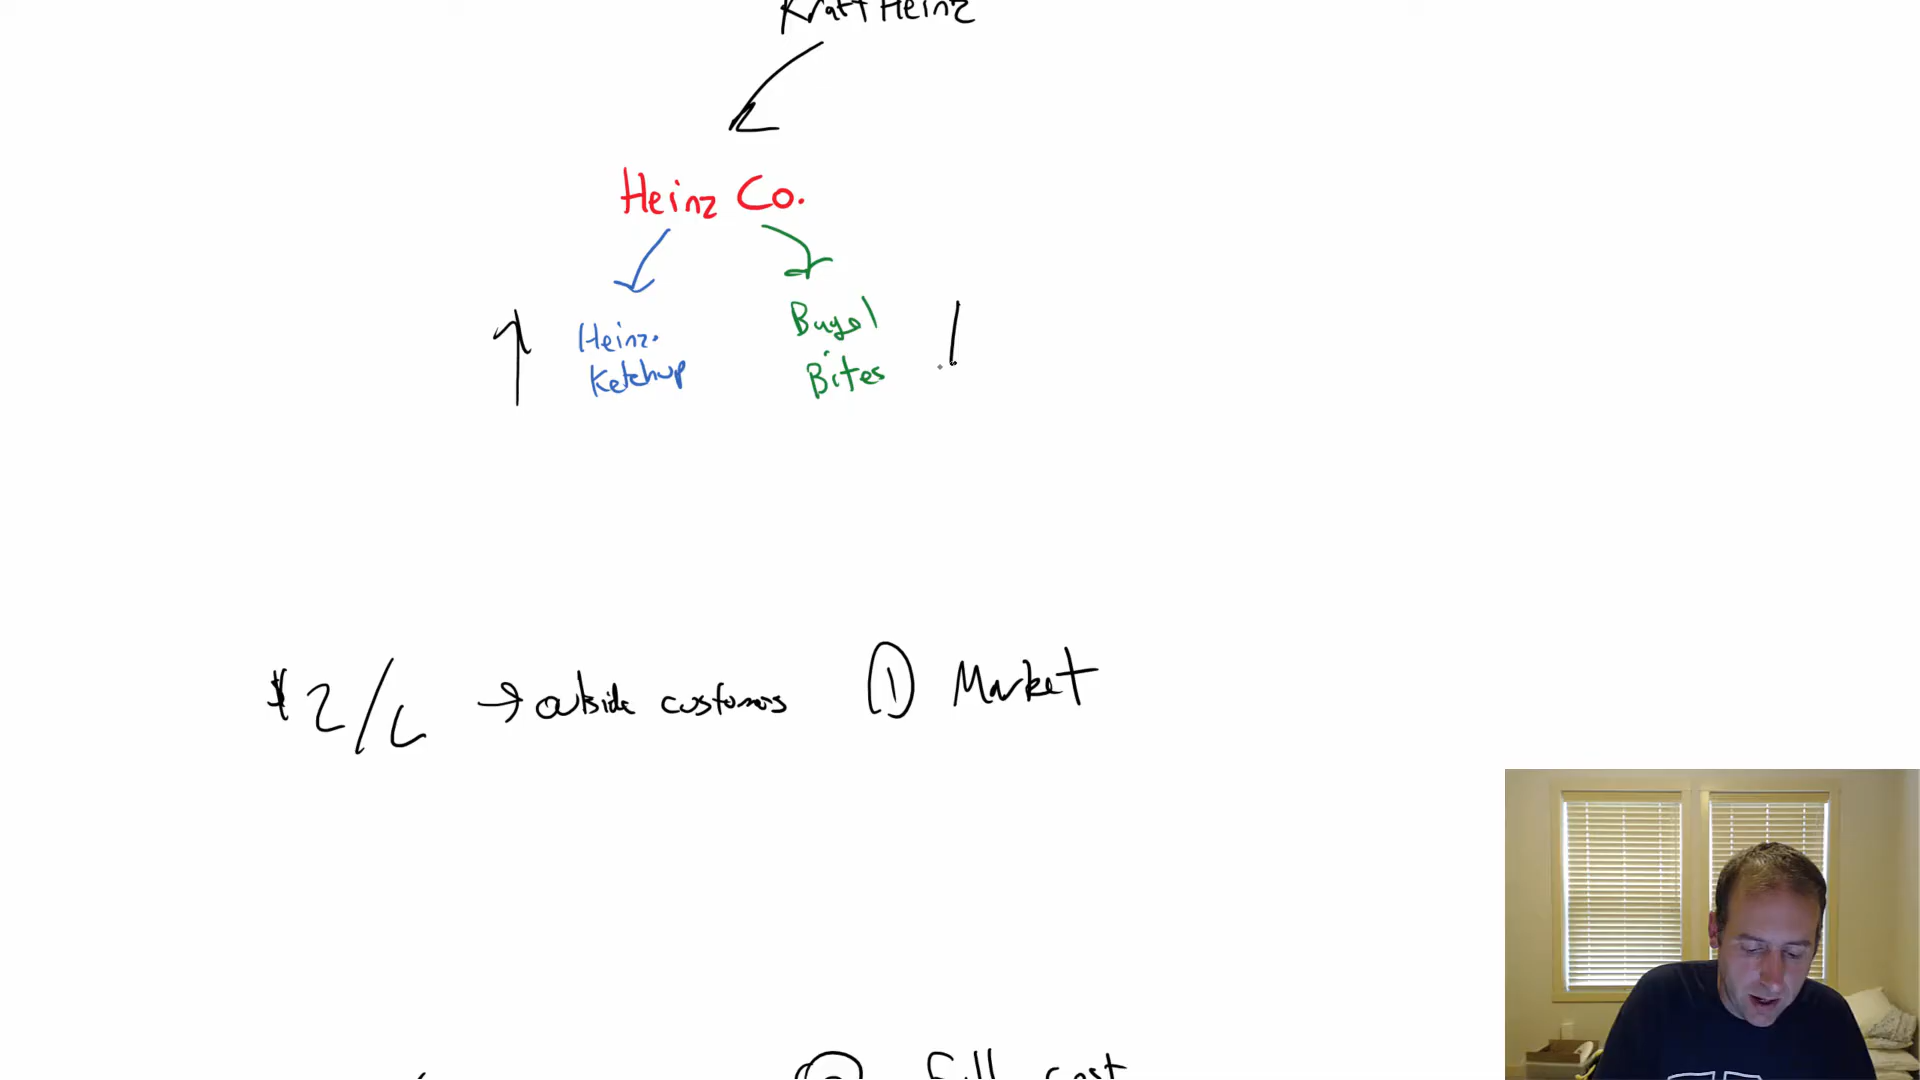 Kraft Heinz
Heinz Co.
Heinz
Ketchup
Bagel
Bites
$2/L → outside customers ① Market
② full cost